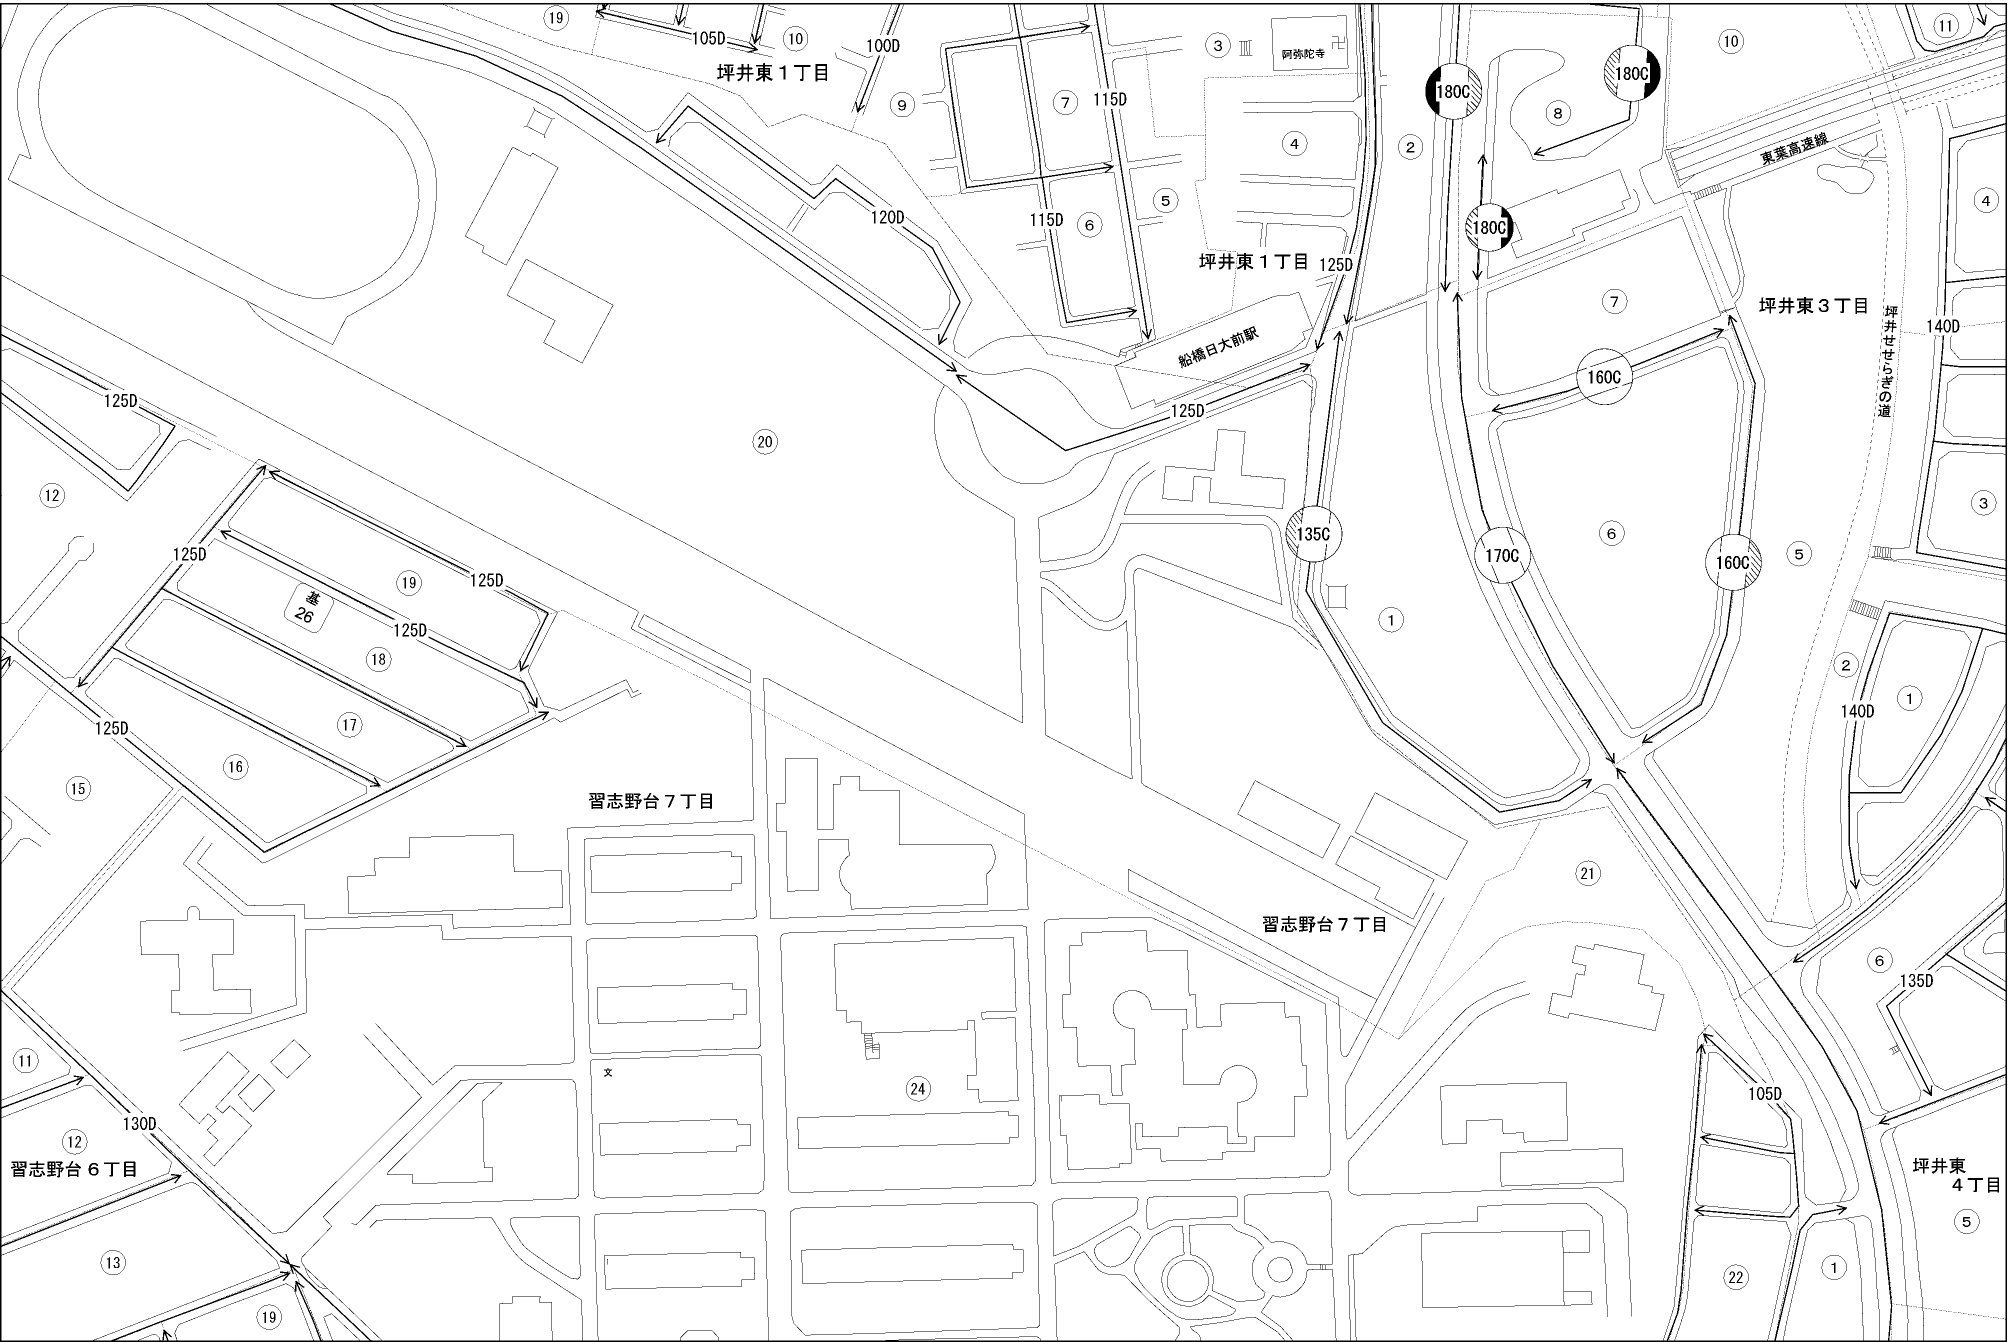 ⑲
105D
⑩
坪井東１丁目
100D
⑨
⑦
115D
③
阿弥陀寺
④
②
180C
180C
⑧
⑩
⑪
東葉高速線
④
120D
115D
⑥
⑤
坪井東１丁目
125D
180C
⑦
坪井東３丁目
坪井せせらぎの道
140D
船橋日大前駅
125D
160C
125D
⑫
⑳
③
135C
170C
⑥
160C
⑤
125D
⑲
125D
基
26
125D
⑱
①
②
①
140D
125D
⑰
⑯
⑮
習志野台７丁目
㉑
習志野台７丁目
⑥
135D
⑪
文
㉔
105D
130D
⑫
習志野台６丁目
坪井東
４丁目
⑤
⑬
⑲
㉒
①